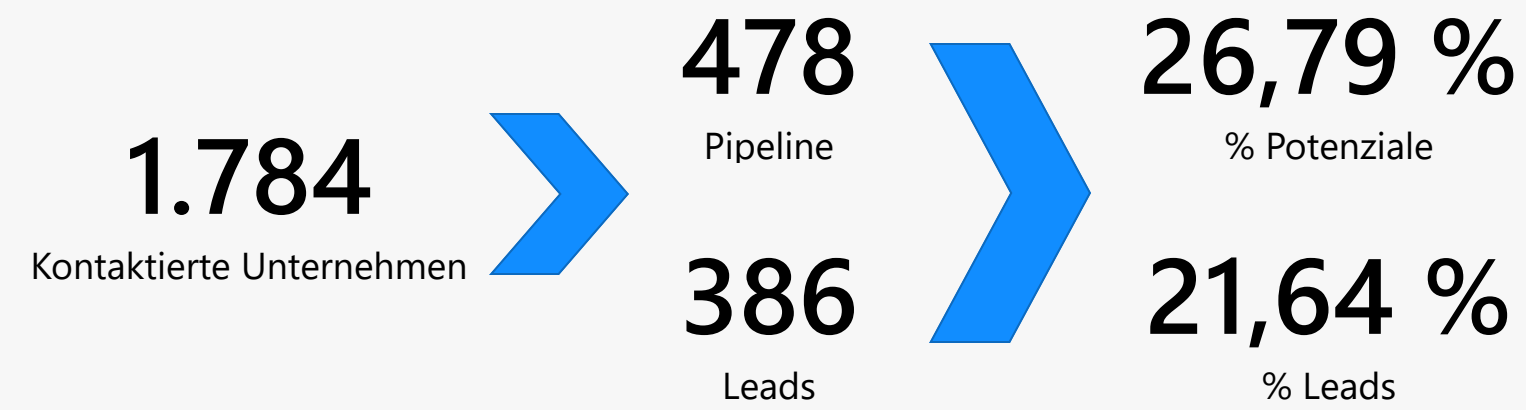 1.784
Kontaktierte Unternehmen
478
Pipeline
386
Leads
26,79 %
% Potenziale
21,64 %
% Leads